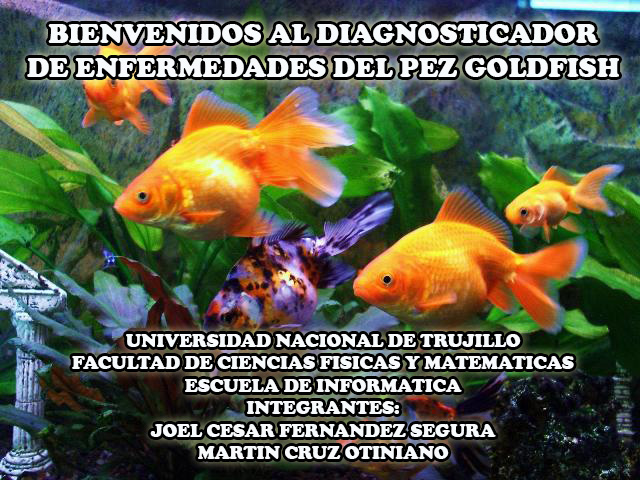 BIENVENIDOS AL DIAGNOSTICADOR
DE ENFERMEDADES DEL PEZ GOLDFISH
UNIVERSIDAD NACIONAL DE TRUJILLO
FACULTAD DE CIENCIAS FISICAS Y MATEMATICAS
ESCUELA DE INFORMATICA
INTEGRANTES:
JOEL CESAR FERNANDEZ SEGURA
MARTIN CRUZ OTINIANO